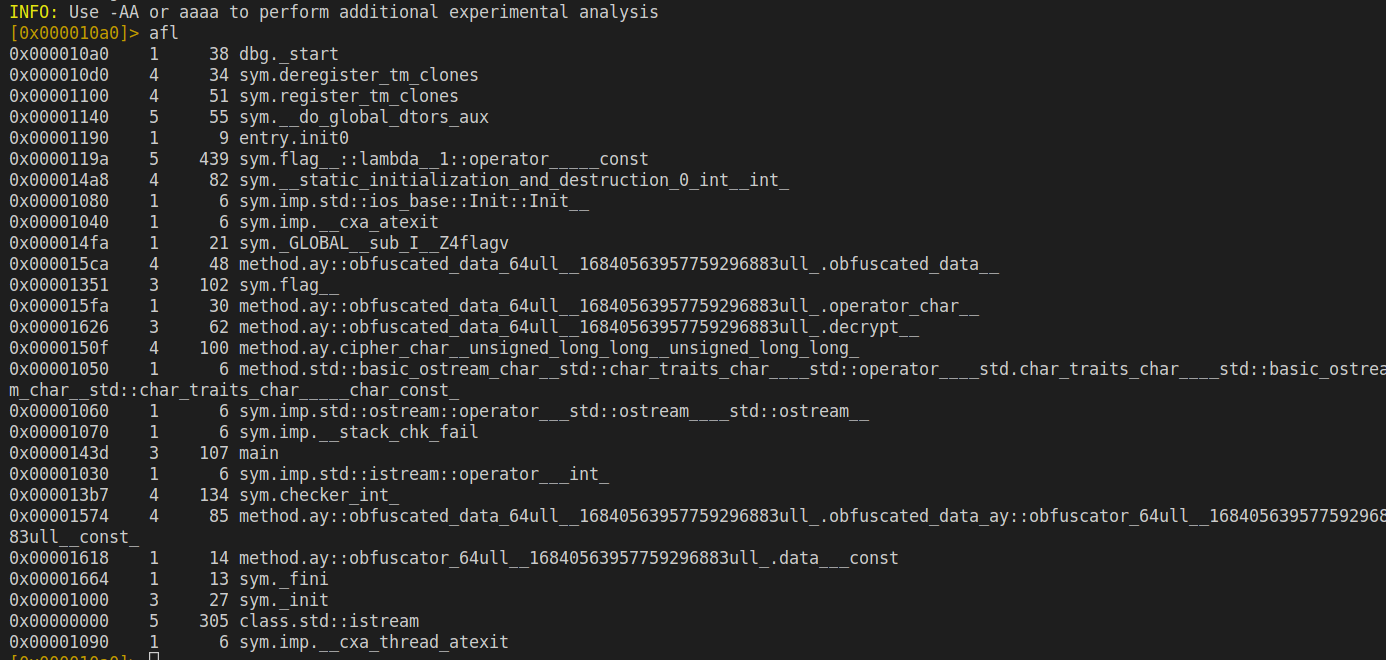 INFO: Use -AA or aaaa to perform additional experimental analysis
[0x000010a0]> afl
0x000010a0    1     38 dbg._start
0x000010d0    4     34 sym.deregister_tm_clones
0x00001100    4     51 sym.register_tm_clones
0x00001140    5     55 sym.__do_global_dtors_aux
0x00001190    1      9 entry.init0
0x0000119a    5    439 sym.flag__::lambda__1::operator_____const
0x000014a8    4     82 sym.__static_initialization_and_destruction_0_int__int_
0x00001080    1      6 sym.imp.std::ios_base::Init::Init__
0x00001040    1      6 sym.imp.__cxa_atexit
0x000014fa    1     21 sym._GLOBAL__sub_I__Z4flagv
0x000015ca    4     48 method.ay::obfuscated_data_64ull__16840563957759296883ull_.obfuscated_data__
0x00001351    3    102 sym.flag__
0x000015fa    1     30 method.ay::obfuscated_data_64ull__16840563957759296883ull_.operator_char__
0x00001626    3     62 method.ay::obfuscated_data_64ull__16840563957759296883ull_.decrypt__
0x0000150f    4    100 method.ay.cipher_char__unsigned_long_long__unsigned_long_long_
0x00001050    1      6 method.std::basic_ostream_char__std::char_traits_char____std::operator____std.char_traits_char____std::basic_ostrea
m_char__std::char_traits_char_____char_const_
0x00001060    1      6 sym.imp.std::ostream::operator___std::ostream____std::ostream__
0x00001070    1      6 sym.imp.__stack_chk_fail
0x0000143d    3    107 main
0x00001030    1      6 sym.imp.std::istream::operator___int_
0x000013b7    4    134 sym.checker_int_
0x00001574    4     85 method.ay::obfuscated_data_64ull__16840563957759296883ull_.obfuscated_data_ay::obfuscator_64ull__168405639577592968
83ull__const_
0x00001618    1     14 method.ay::obfuscator_64ull__16840563957759296883ull_.data___const
0x00001664    1     13 sym._fini
0x00001000    3     27 sym._init
0x00000000    5    305 class.std::istream
0x00001090    1      6 sym.imp.__cxa_thread_atexit
[0x000010a0]>